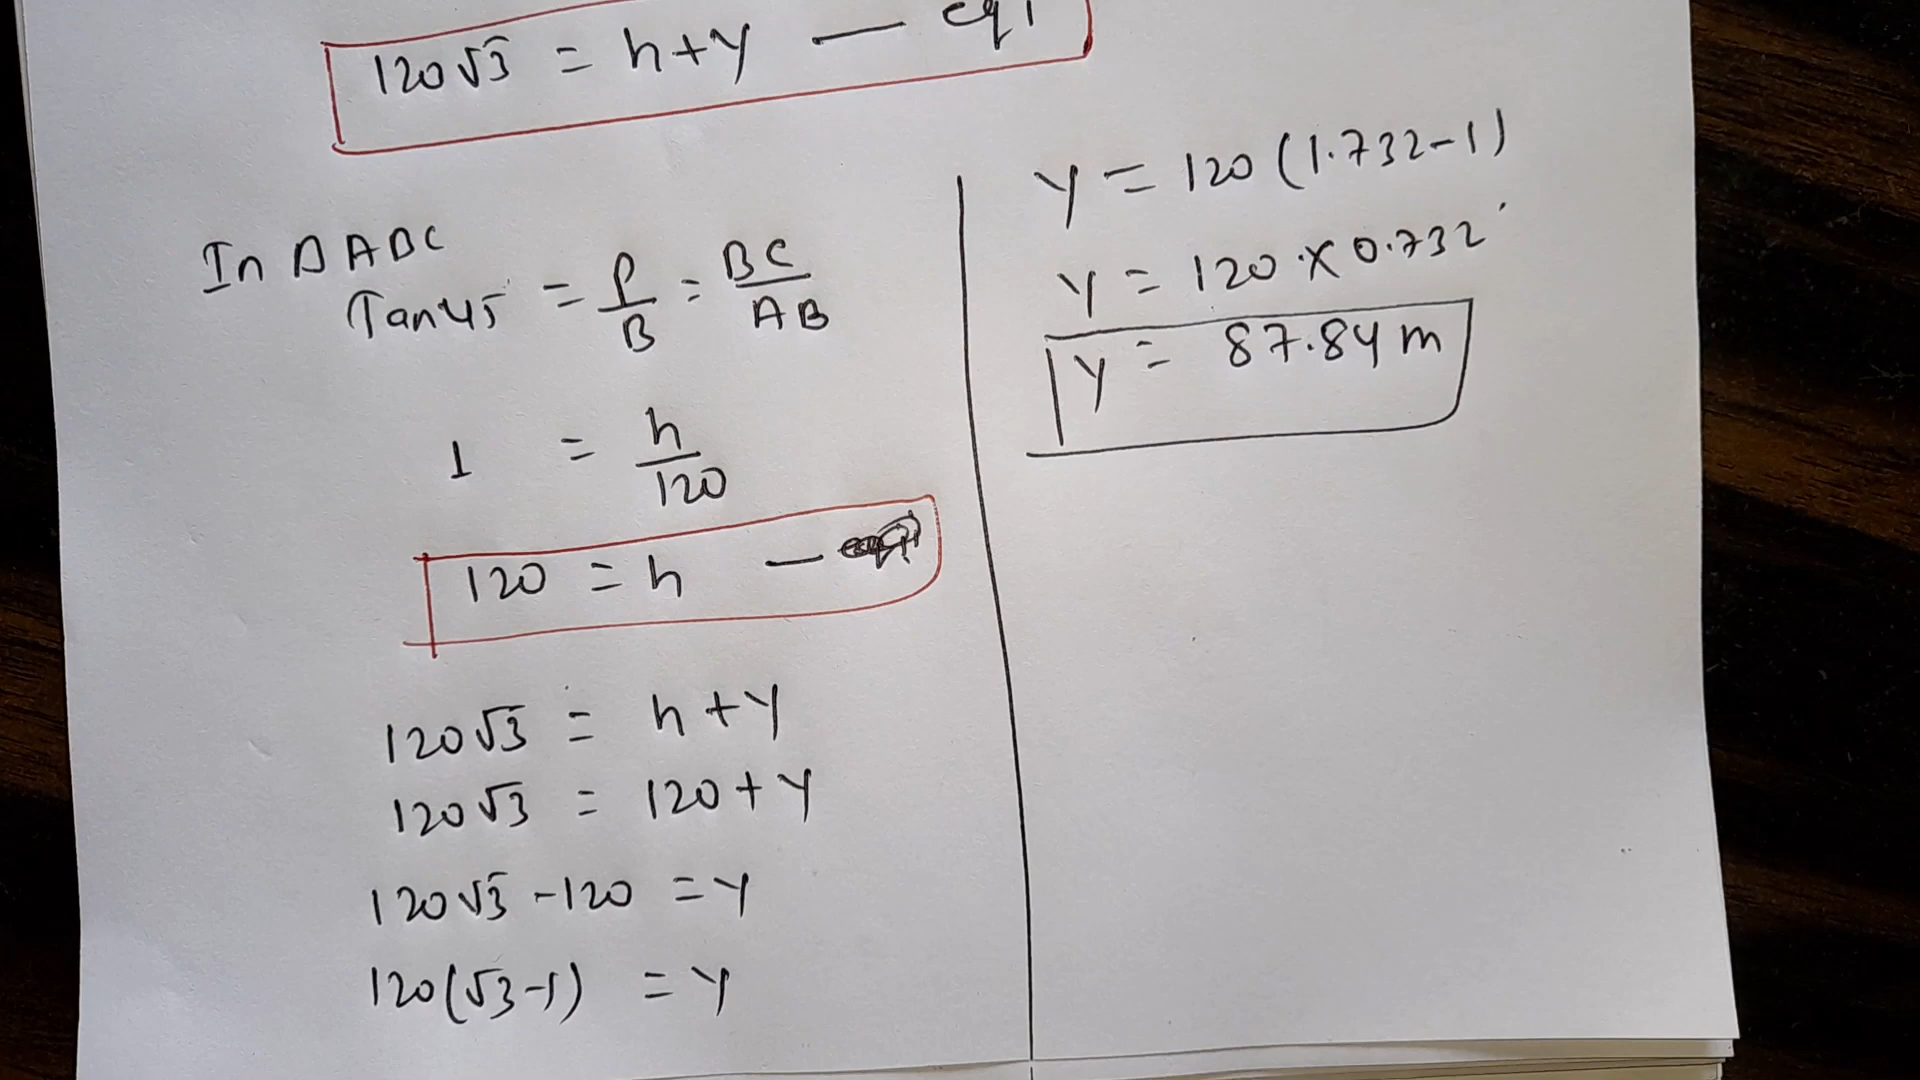 120√3 = h+y — eq1
In Δ ABC
Tan45 = P/B = BC/AB
1 = h/120
120 = h —
120√3 = h+y
120√3 = 120+y
120√3 -120 = y
120(√3-1) = y
y = 120(1.732-1)
y = 120 × 0.732
y = 87.84 m